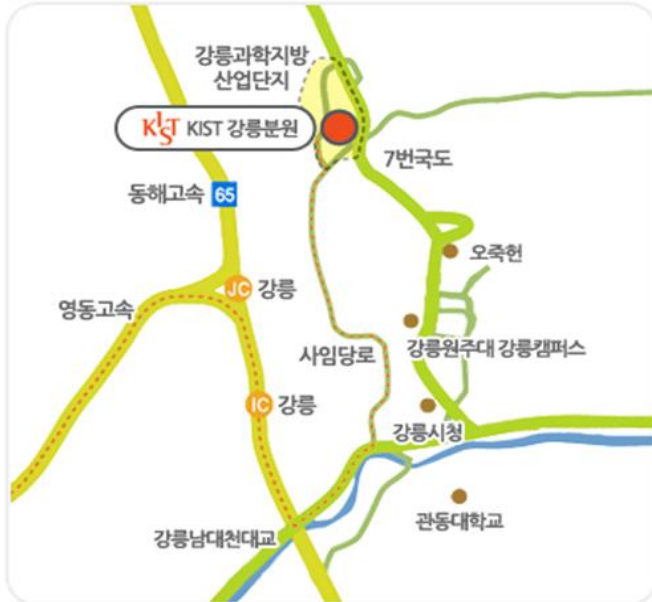 강릉과학지방
산업단지
KIST KIST 강릉분원
7번국도
동해고속 65
오죽헌
JC 강릉
영동고속
사임당로
강릉원주대 강릉캠퍼스
IC 강릉
강릉시청
관동대학교
강릉남대천대교